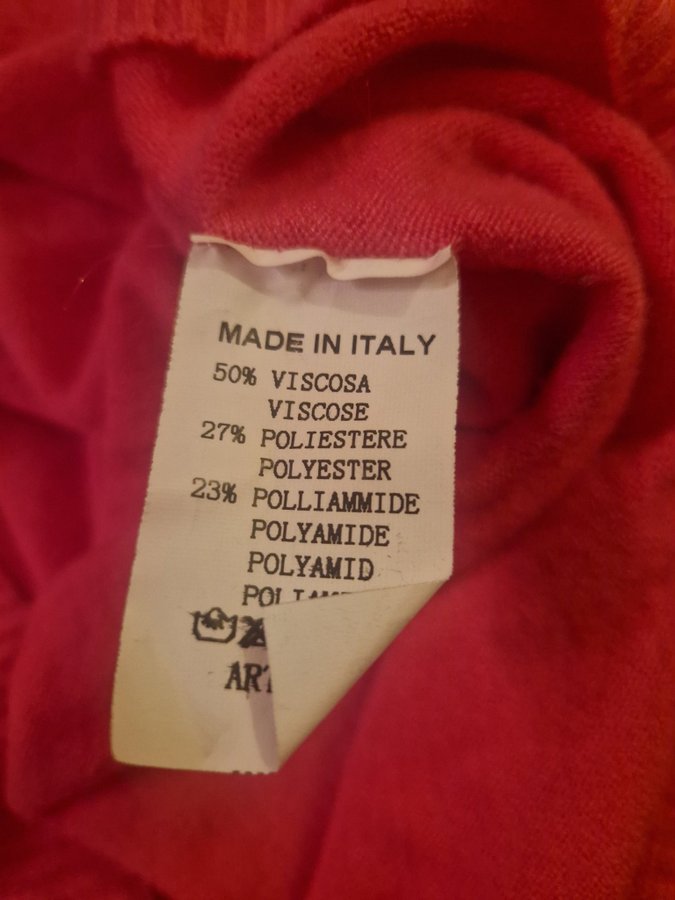 MADE IN ITALY
50% VISCOSA
VISCOSE
27% POLIESTERE
POLYESTER
23% POLLIAMMIDE
POLYAMIDE
POLYAMID